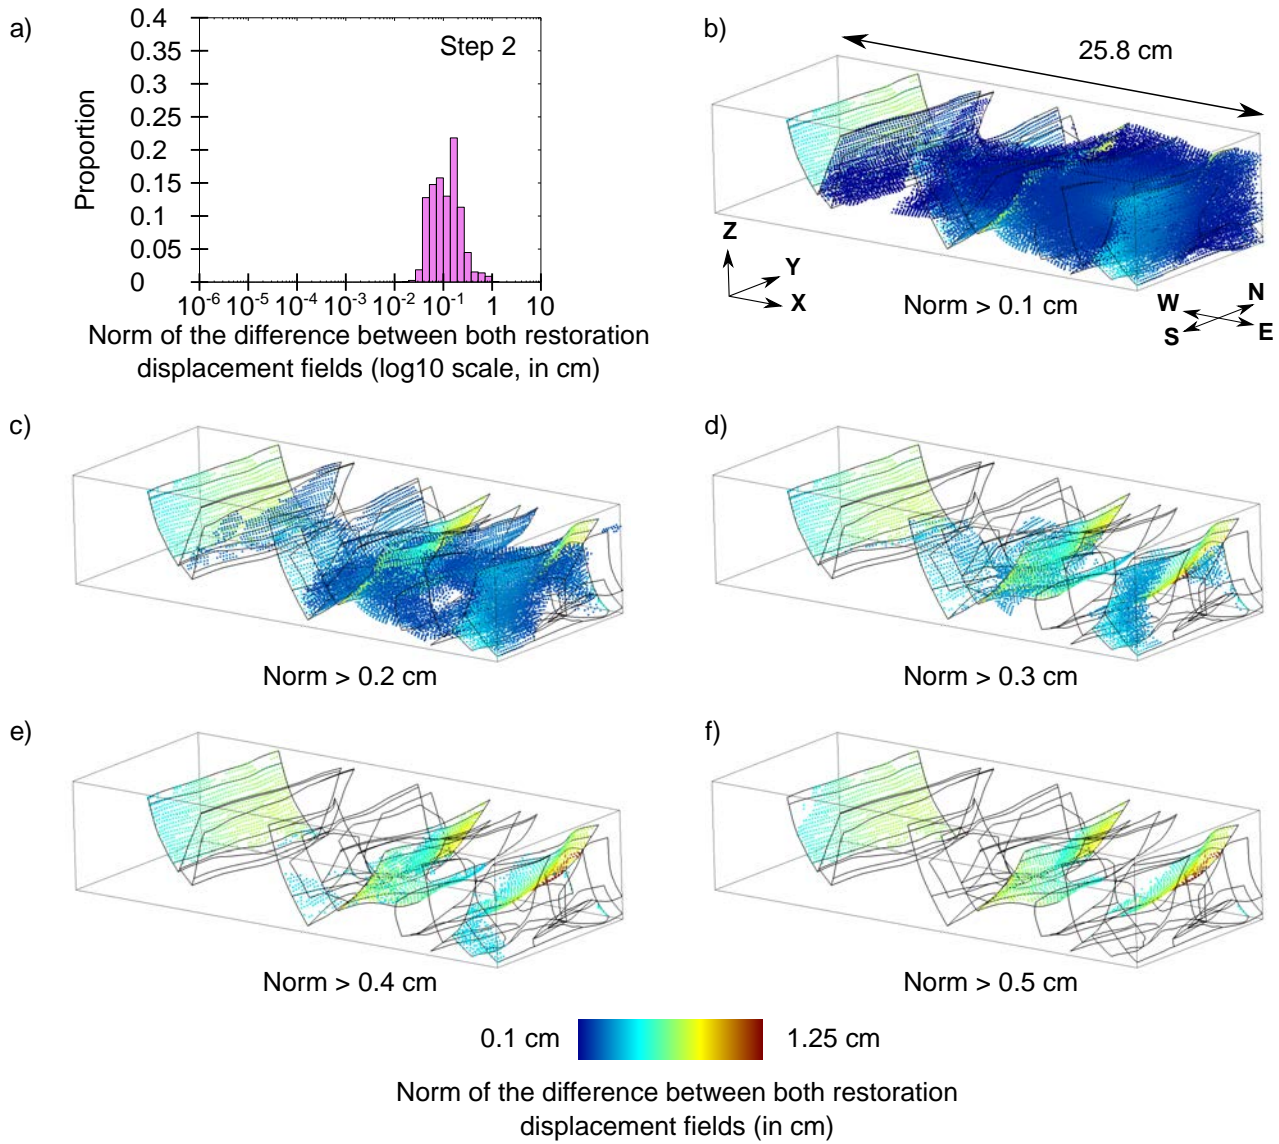 a)
0.4
0.35
0.3
0.25
0.2
0.15
0.1
0.05
0
Proportion
Step 2
10^-6 10^-5 10^-4 10^-3 10^-2 10^-1 1 10
Norm of the difference between both restoration
displacement fields (log10 scale, in cm)
b)
25.8 cm
Z
Y
X
Norm > 0.1 cm
W N
S E
c)
Norm > 0.2 cm
d)
Norm > 0.3 cm
e)
Norm > 0.4 cm
f)
Norm > 0.5 cm
0.1 cm 1.25 cm
Norm of the difference between both restoration
displacement fields (in cm)